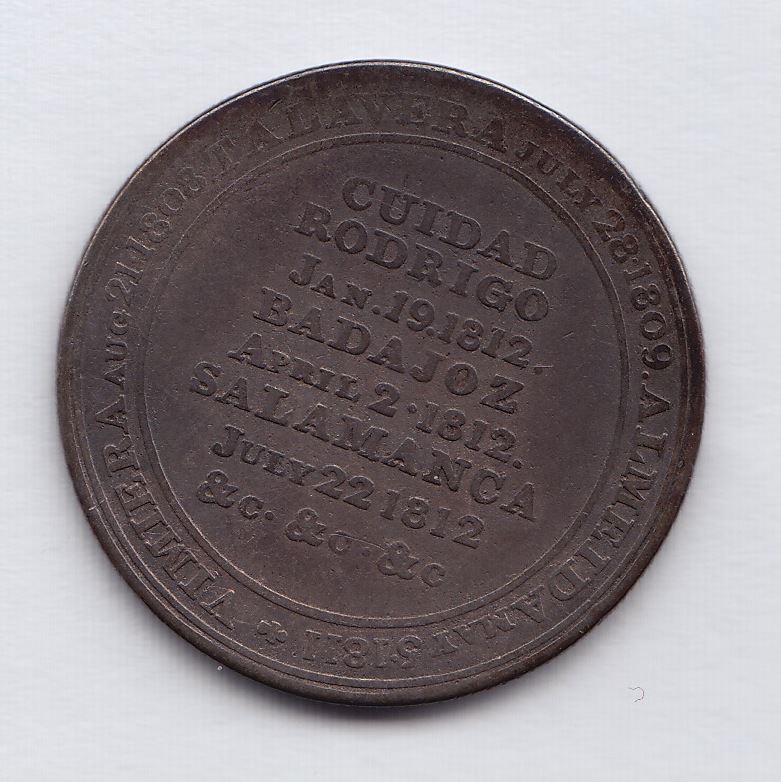 VIMIERA AUG. 21. 1808 TALAVERA JULY 28. 1809. ALMEIDA MAY 5. 1811
CUIDAD
RODRIGO
JAN. 19. 1812.
BADAJOZ
APRIL 2. 1812.
SALAMANCA
JULY 22 1812
&C. &C. &C